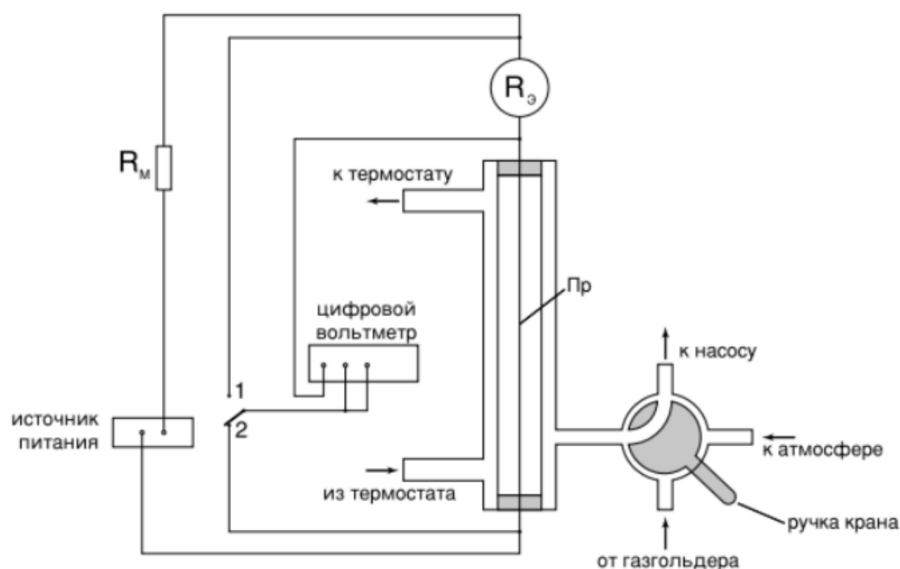 Rэ
Rм
к термостату
Пр
цифровой
вольтметр
к насосу
1
2
источник
питания
к атмосфере
из термостата
ручка крана
от газгольдера